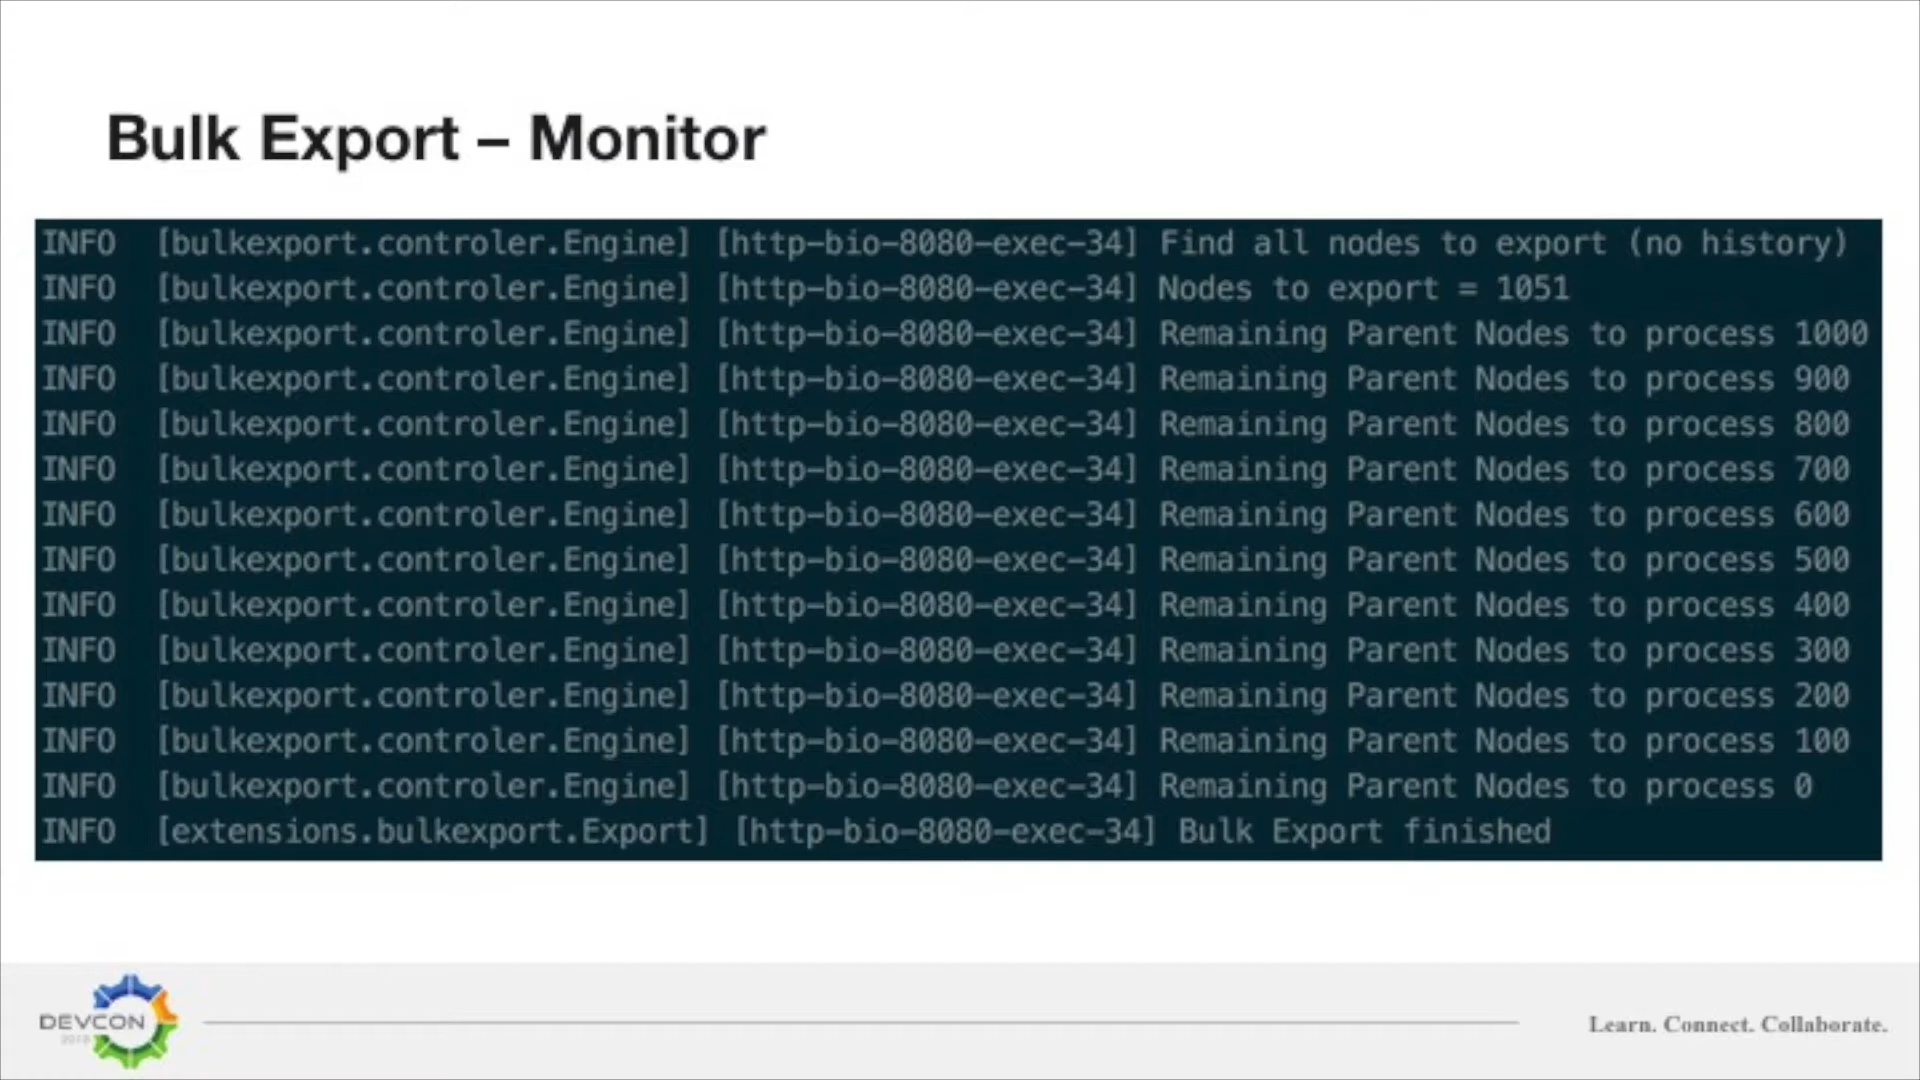 Bulk Export – Monitor
INFO [bulkexport.controler.Engine] [http-bio-8080-exec-34] Find all nodes to export (no history)
INFO [bulkexport.controler.Engine] [http-bio-8080-exec-34] Nodes to export = 1051
INFO [bulkexport.controler.Engine] [http-bio-8080-exec-34] Remaining Parent Nodes to process 1000
INFO [bulkexport.controler.Engine] [http-bio-8080-exec-34] Remaining Parent Nodes to process 900
INFO [bulkexport.controler.Engine] [http-bio-8080-exec-34] Remaining Parent Nodes to process 800
INFO [bulkexport.controler.Engine] [http-bio-8080-exec-34] Remaining Parent Nodes to process 700
INFO [bulkexport.controler.Engine] [http-bio-8080-exec-34] Remaining Parent Nodes to process 600
INFO [bulkexport.controler.Engine] [http-bio-8080-exec-34] Remaining Parent Nodes to process 500
INFO [bulkexport.controler.Engine] [http-bio-8080-exec-34] Remaining Parent Nodes to process 400
INFO [bulkexport.controler.Engine] [http-bio-8080-exec-34] Remaining Parent Nodes to process 300
INFO [bulkexport.controler.Engine] [http-bio-8080-exec-34] Remaining Parent Nodes to process 200
INFO [bulkexport.controler.Engine] [http-bio-8080-exec-34] Remaining Parent Nodes to process 100
INFO [bulkexport.controler.Engine] [http-bio-8080-exec-34] Remaining Parent Nodes to process 0
INFO [extensions.bulkexport.Export] [http-bio-8080-exec-34] Bulk Export finished
DEVCON
Learn. Connect. Collaborate.